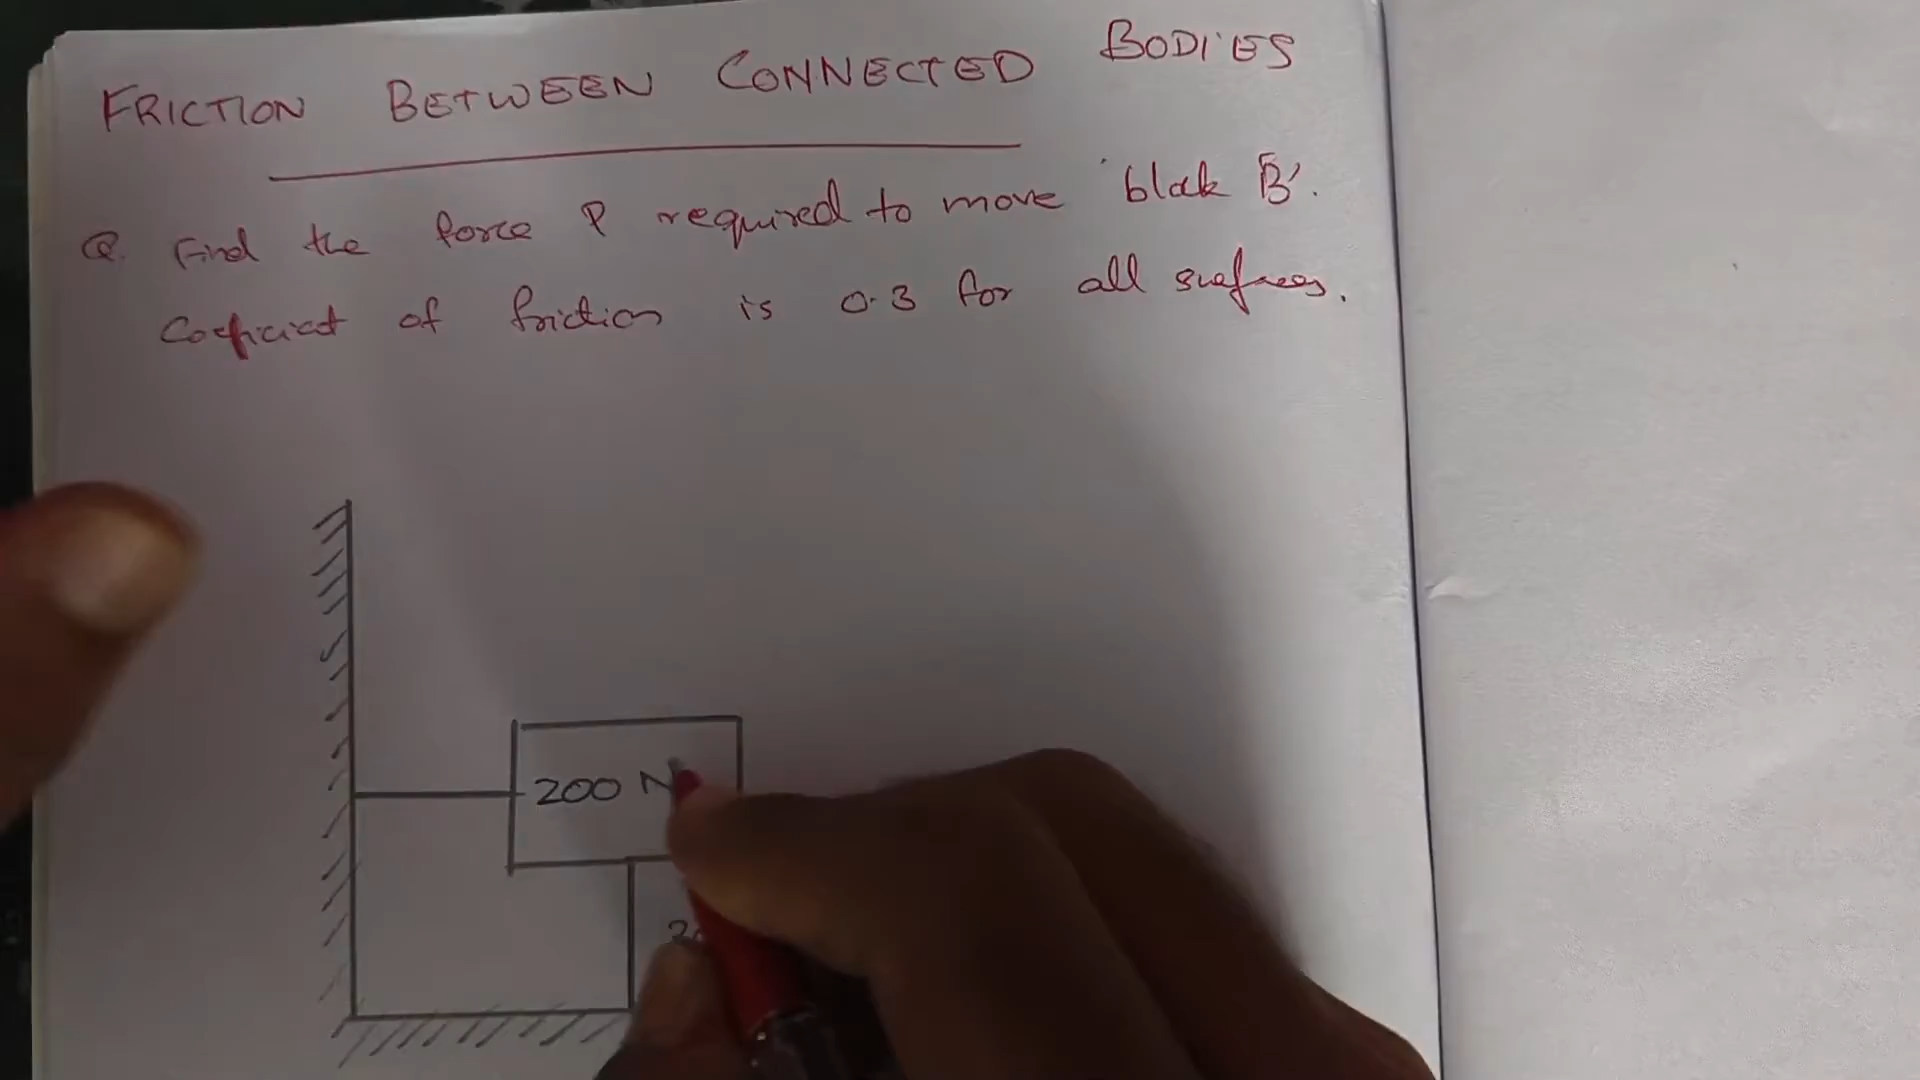 FRICTION BETWEEN CONNECTED BODIES
Q. Find the force P required to move block B'.
Coefficient of friction is 0.3 for all surfaces.
200 N